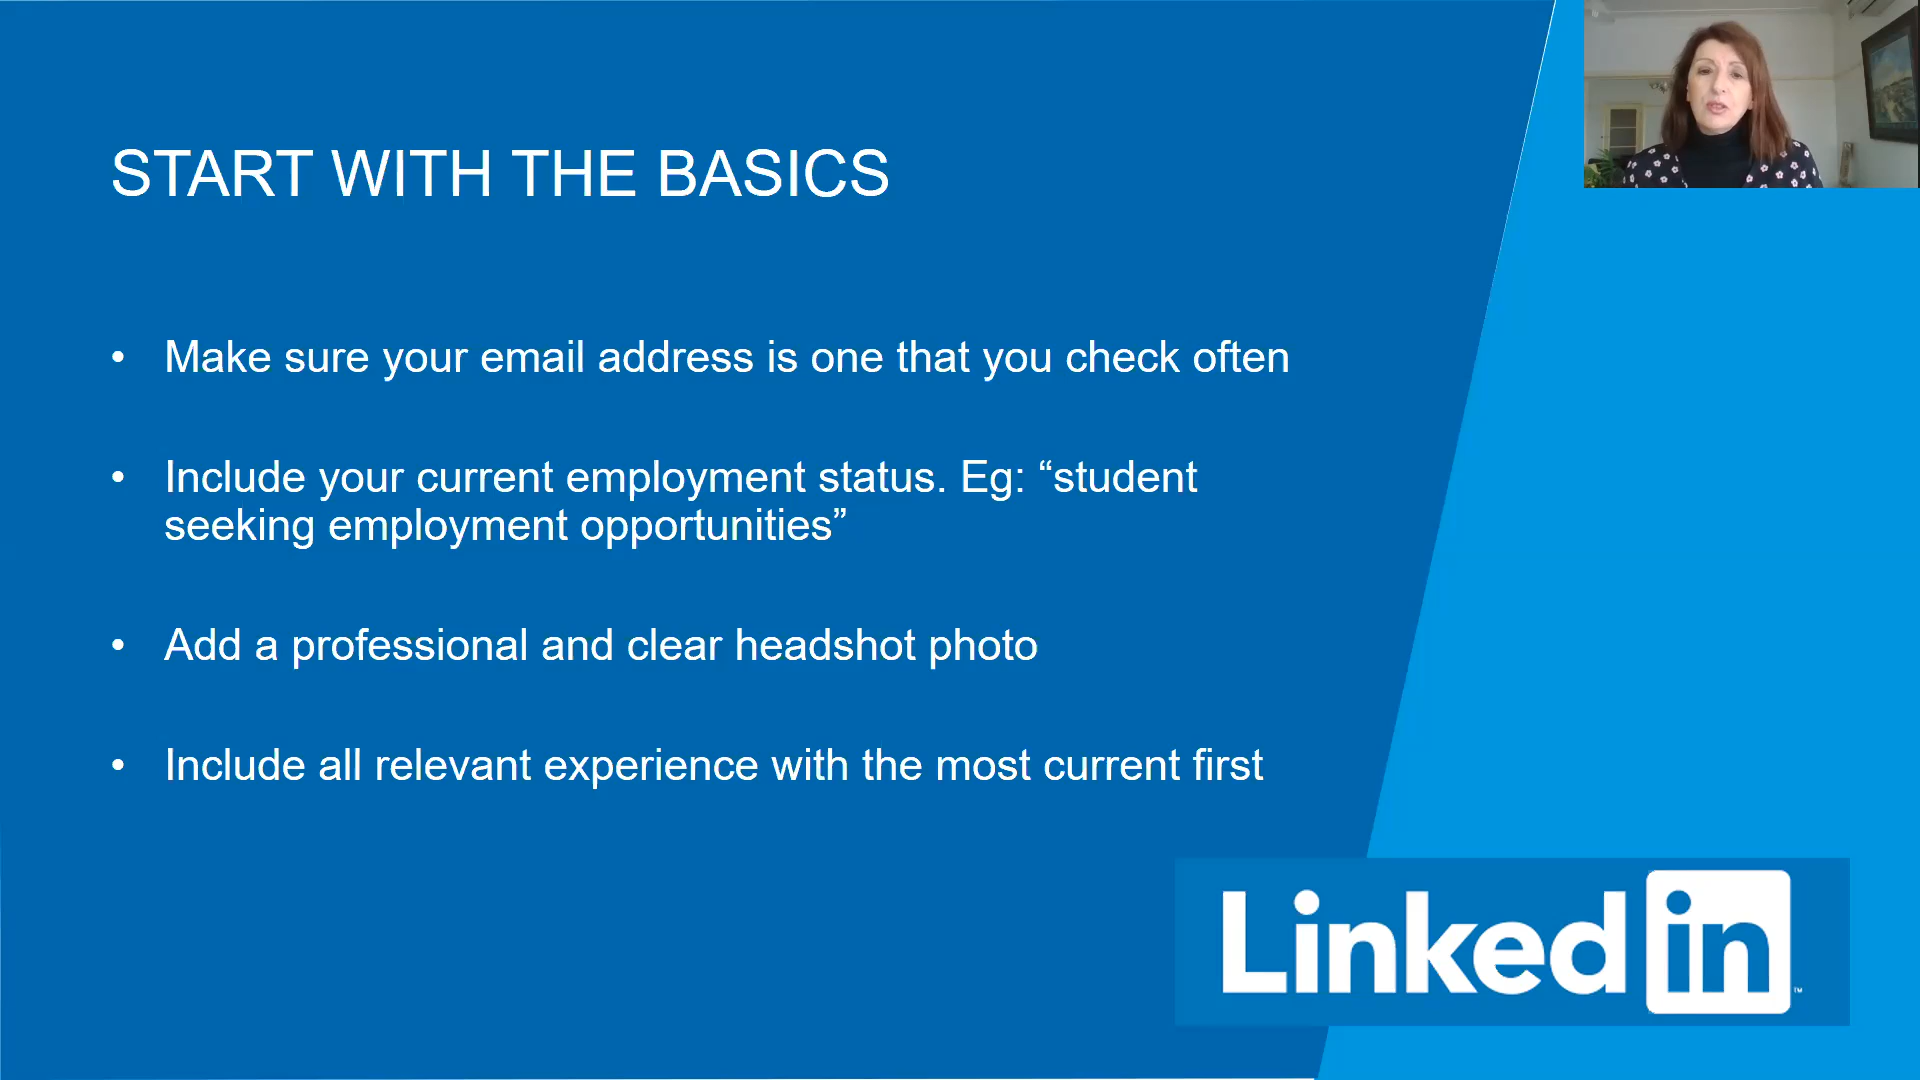 START WITH THE BASICS
• Make sure your email address is one that you check often
• Include your current employment status. Eg: “student
seeking employment opportunities”
• Add a professional and clear headshot photo
• Include all relevant experience with the most current first
Linked in ™